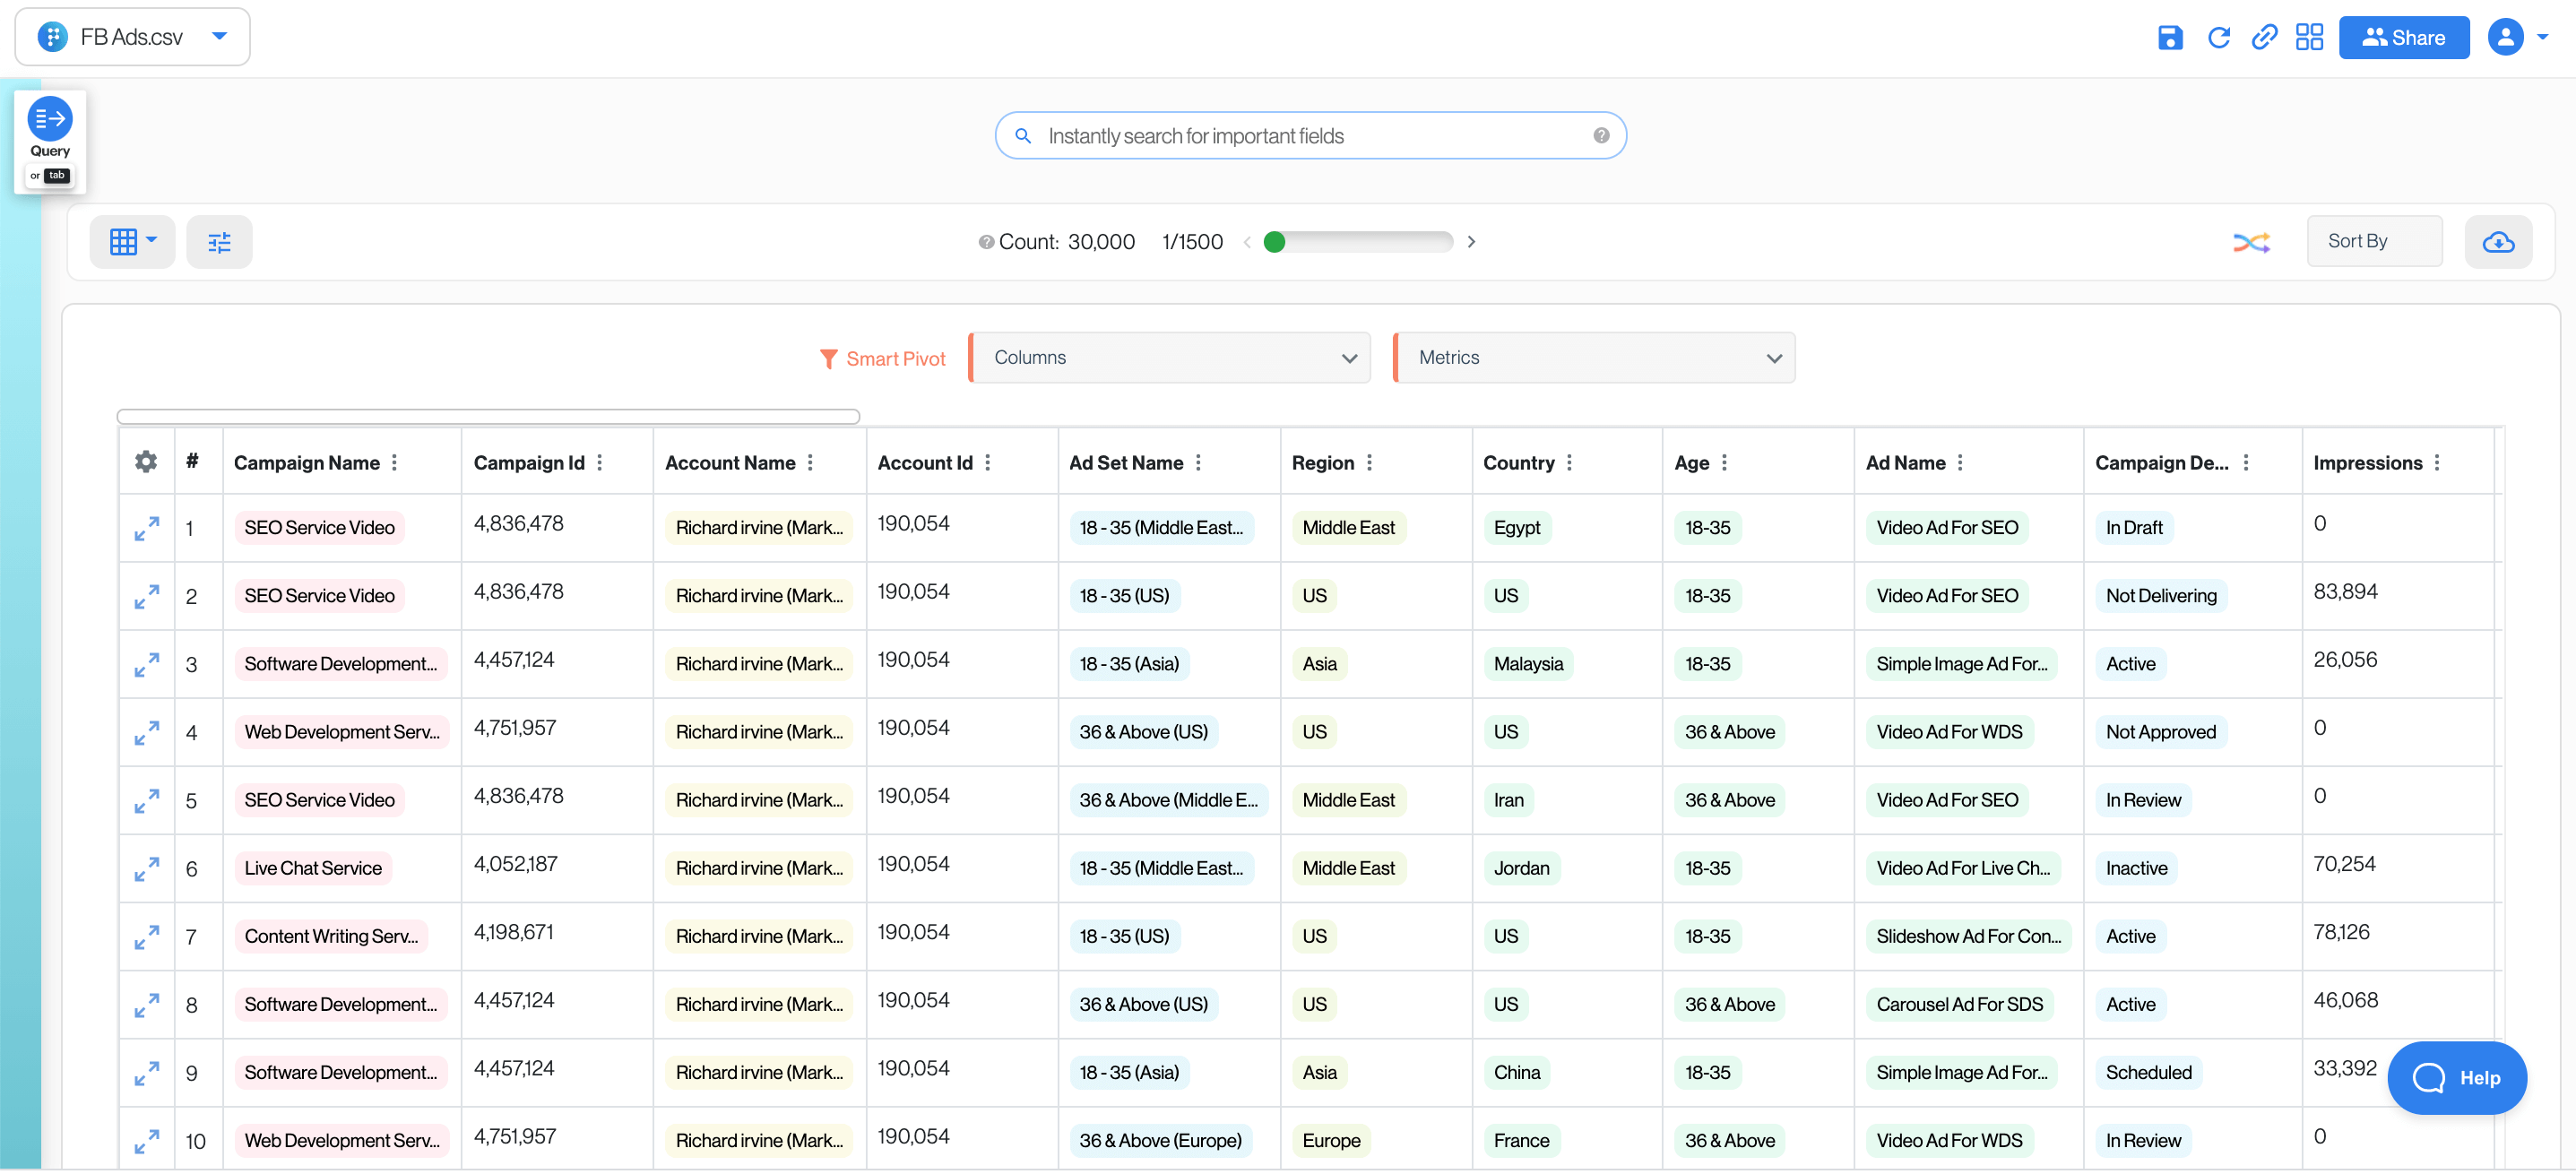 FB Ads.csv
Share
Query
or tab
Instantly search for important fields
Count: 30,000 1/1500
Sort By
Smart Pivot Columns Metrics
# Campaign Name Campaign Id Account Name Account Id Ad Set Name Region Country Age Ad Name Campaign De... Impressions
1 SEO Service Video 4,836,478 Richard irvine (Mark... 190,054 18 - 35 (Middle East... Middle East Egypt 18-35 Video Ad For SEO In Draft 0
2 SEO Service Video 4,836,478 Richard irvine (Mark... 190,054 18 - 35 (US) US US 18-35 Video Ad For SEO Not Delivering 83,894
3 Software Development... 4,457,124 Richard irvine (Mark... 190,054 18 - 35 (Asia) Asia Malaysia 18-35 Simple Image Ad For... Active 26,056
4 Web Development Serv... 4,751,957 Richard irvine (Mark... 190,054 36 & Above (US) US US 36 & Above Video Ad For WDS Not Approved 0
5 SEO Service Video 4,836,478 Richard irvine (Mark... 190,054 36 & Above (Middle E... Middle East Iran 36 & Above Video Ad For SEO In Review 0
6 Live Chat Service 4,052,187 Richard irvine (Mark... 190,054 18 - 35 (Middle East... Middle East Jordan 18-35 Video Ad For Live Ch... Inactive 70,254
7 Content Writing Serv... 4,198,671 Richard irvine (Mark... 190,054 18 - 35 (US) US US 18-35 Slideshow Ad For Con... Active 78,126
8 Software Development... 4,457,124 Richard irvine (Mark... 190,054 36 & Above (US) US US 36 & Above Carousel Ad For SDS Active 46,068
9 Software Development... 4,457,124 Richard irvine (Mark... 190,054 18 - 35 (Asia) Asia China 18-35 Simple Image Ad For... Scheduled 33,392
10 Web Development Serv... 4,751,957 Richard irvine (Mark... 190,054 36 & Above (Europe) Europe France 36 & Above Video Ad For WDS In Review 0
Help